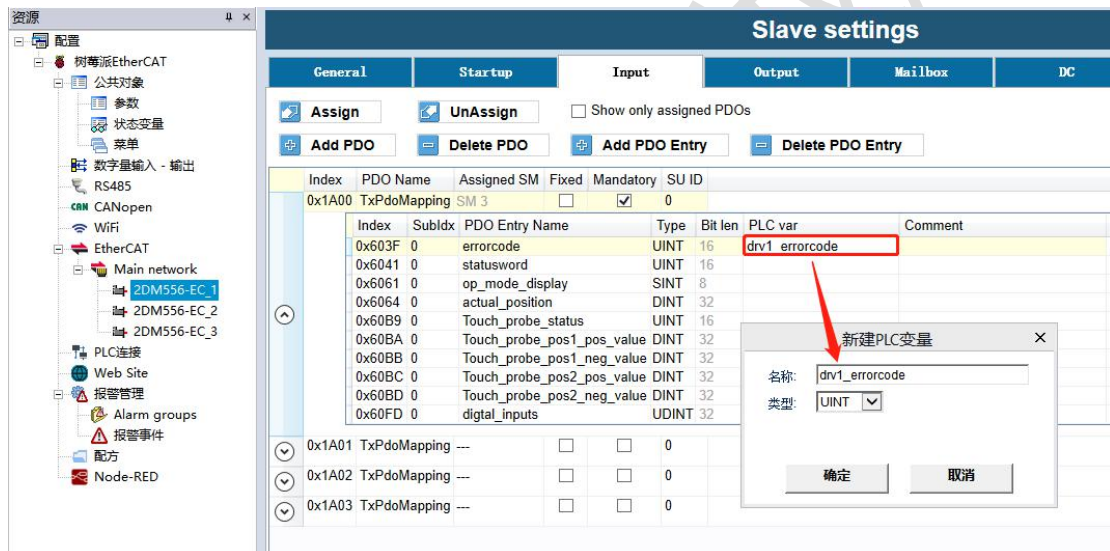 资源
配置
树莓派EtherCAT
公共对象
参数
状态变量
菜单
数字量输入 - 输出
RS485
CAN CANopen
WiFi
EtherCAT
Main network
2DM556-EC_1
2DM556-EC_2
2DM556-EC_3
PLC连接
Web Site
报警管理
Alarm groups
报警事件
配方
Node-RED
Slave settings
General Startup Input Output Mailbox DC
Assign UnAssign Show only assigned PDOs
Add PDO Delete PDO Add PDO Entry Delete PDO Entry
Index PDO Name Assigned SM Fixed Mandatory SU ID
0x1A00 TxPdoMapping SM 3 0
Index SubIdx PDO Entry Name Type Bit len PLC var Comment
0x603F 0 errorcode UINT 16 drv1_errorcode
0x6041 0 statusword UINT 16
0x6061 0 op_mode_display SINT 8
0x6064 0 actual_position DINT 32
0x60B9 0 Touch_probe_status UINT 16
0x60BA 0 Touch_probe_pos1_pos_value DINT 32
0x60BB 0 Touch_probe_pos1_neg_value DINT 32
0x60BC 0 Touch_probe_pos2_pos_value DINT 32
0x60BD 0 Touch_probe_pos2_neg_value DINT 32
0x60FD 0 digtal_inputs UDINT 32
0x1A01 TxPdoMapping --- 0
0x1A02 TxPdoMapping --- 0
0x1A03 TxPdoMapping --- 0
新建PLC变量
名称: drv1_errorcode
类型: UINT
确定 取消